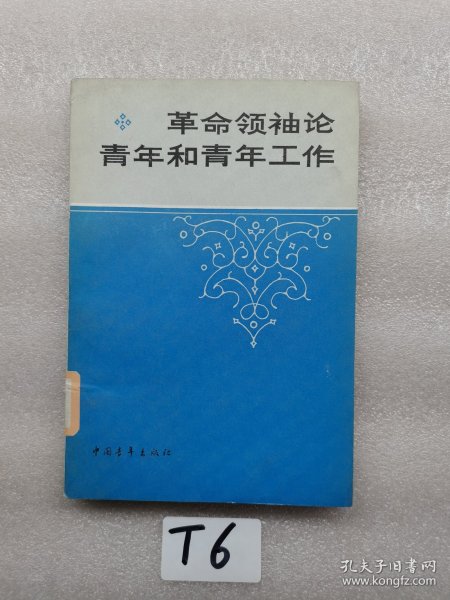 革命领袖论
青年和青年工作
中国青年出版社
T6
孔夫子旧书网
www.kongfz.com